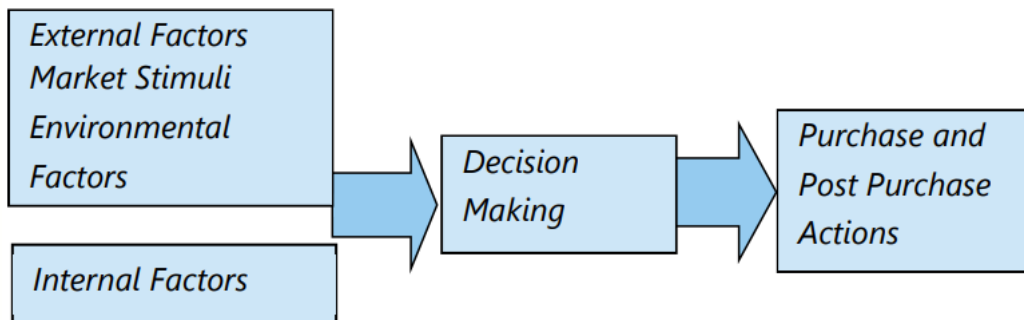 External Factors
Market Stimuli
Environmental
Factors
Internal Factors
Decision
Making
Purchase and
Post Purchase
Actions